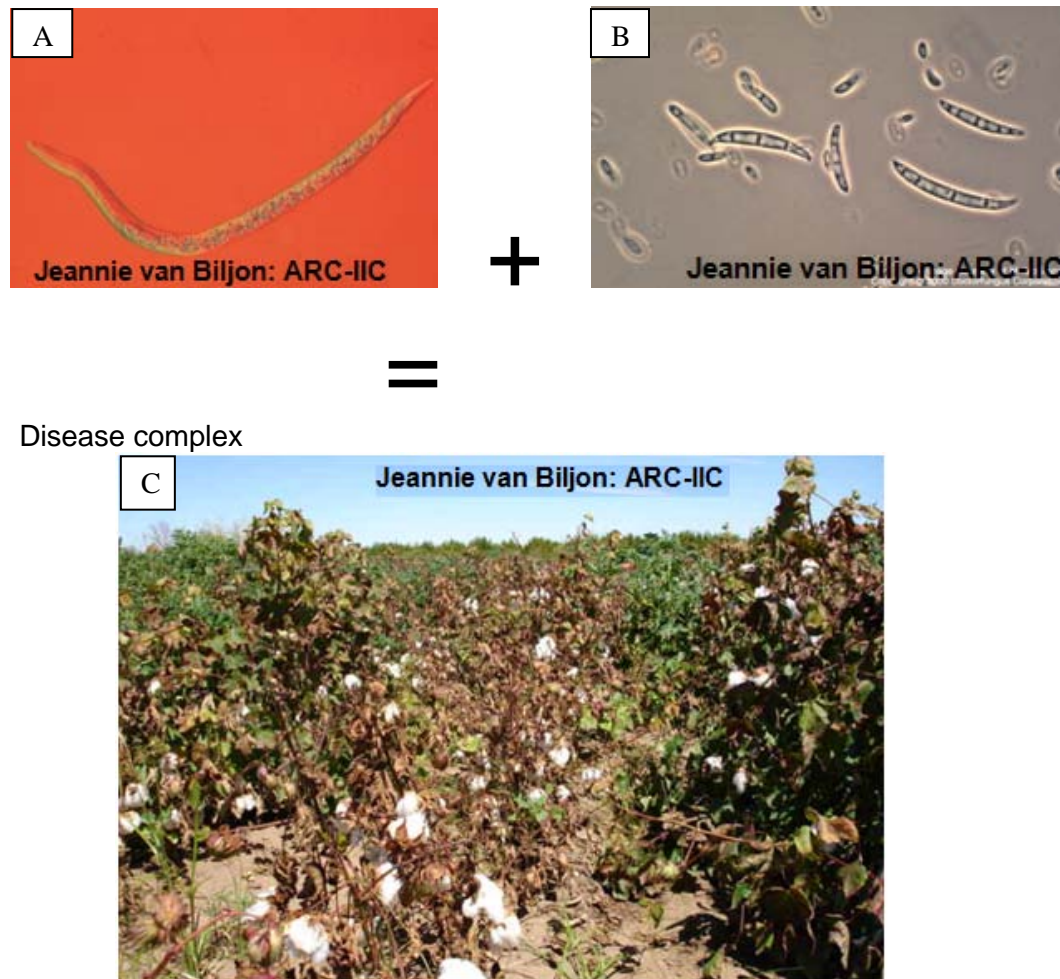 A
B
Jeannie van Biljon: ARC-IIC
+
Jeannie van Biljon: ARC-IIC
=
Disease complex
C
Jeannie van Biljon: ARC-IIC